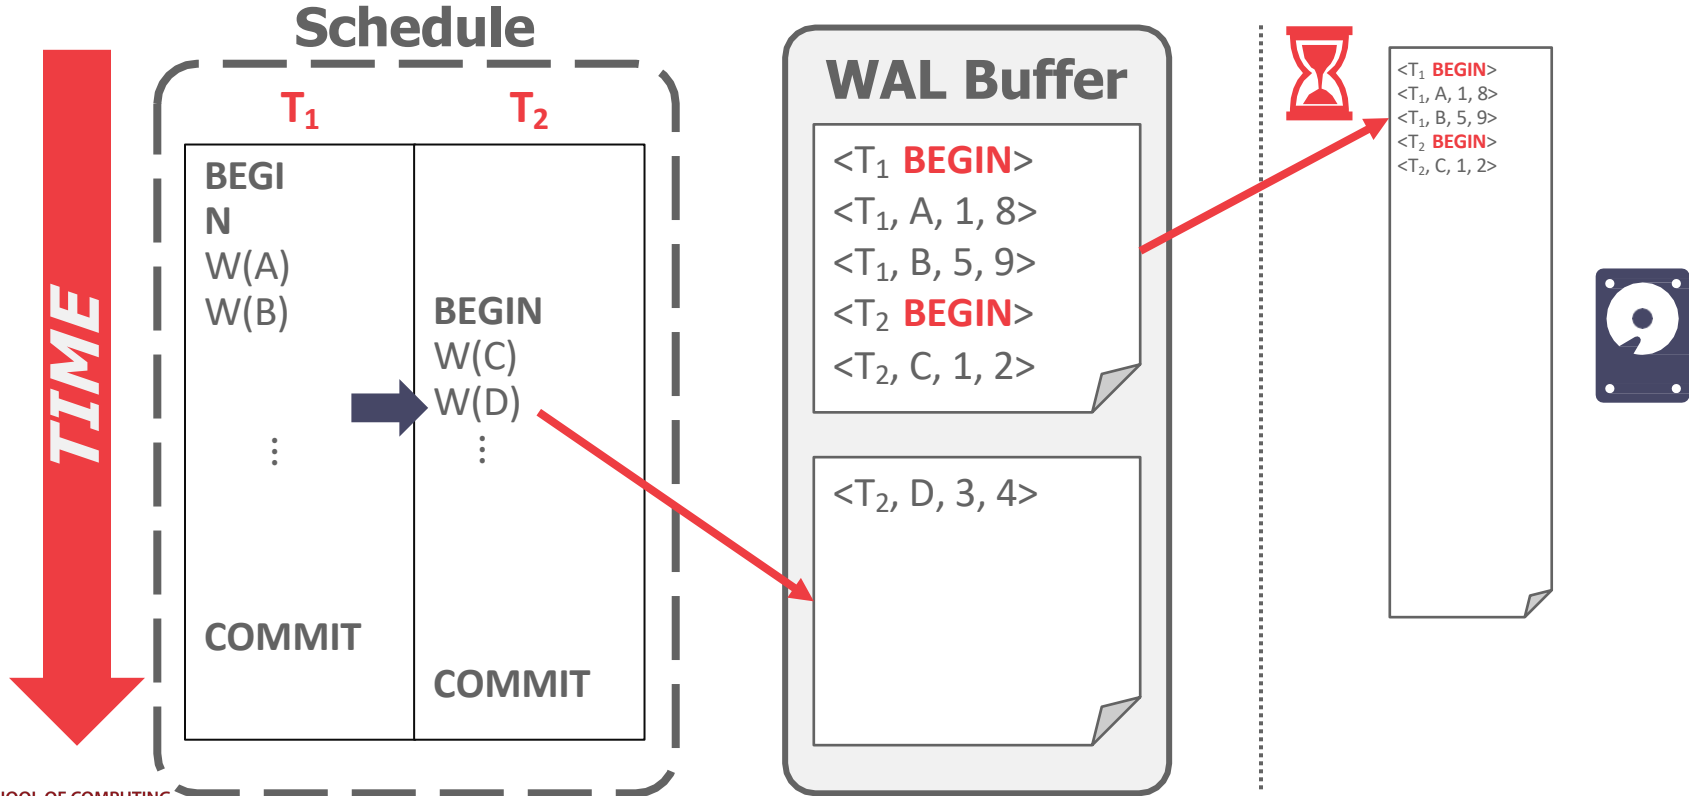 Schedule
TIME
T₁ T₂
BEGI
N
W(A)
W(B)
⋮
COMMIT
BEGIN
W(C)
W(D)
⋮
COMMIT
WAL Buffer
<T₁ BEGIN>
<T₁, A, 1, 8>
<T₁, B, 5, 9>
<T₂ BEGIN>
<T₂, C, 1, 2>
<T₂, D, 3, 4>
<T₁ BEGIN>
<T₁, A, 1, 8>
<T₁, B, 5, 9>
<T₂ BEGIN>
<T₂, C, 1, 2>
OF COMPUTING